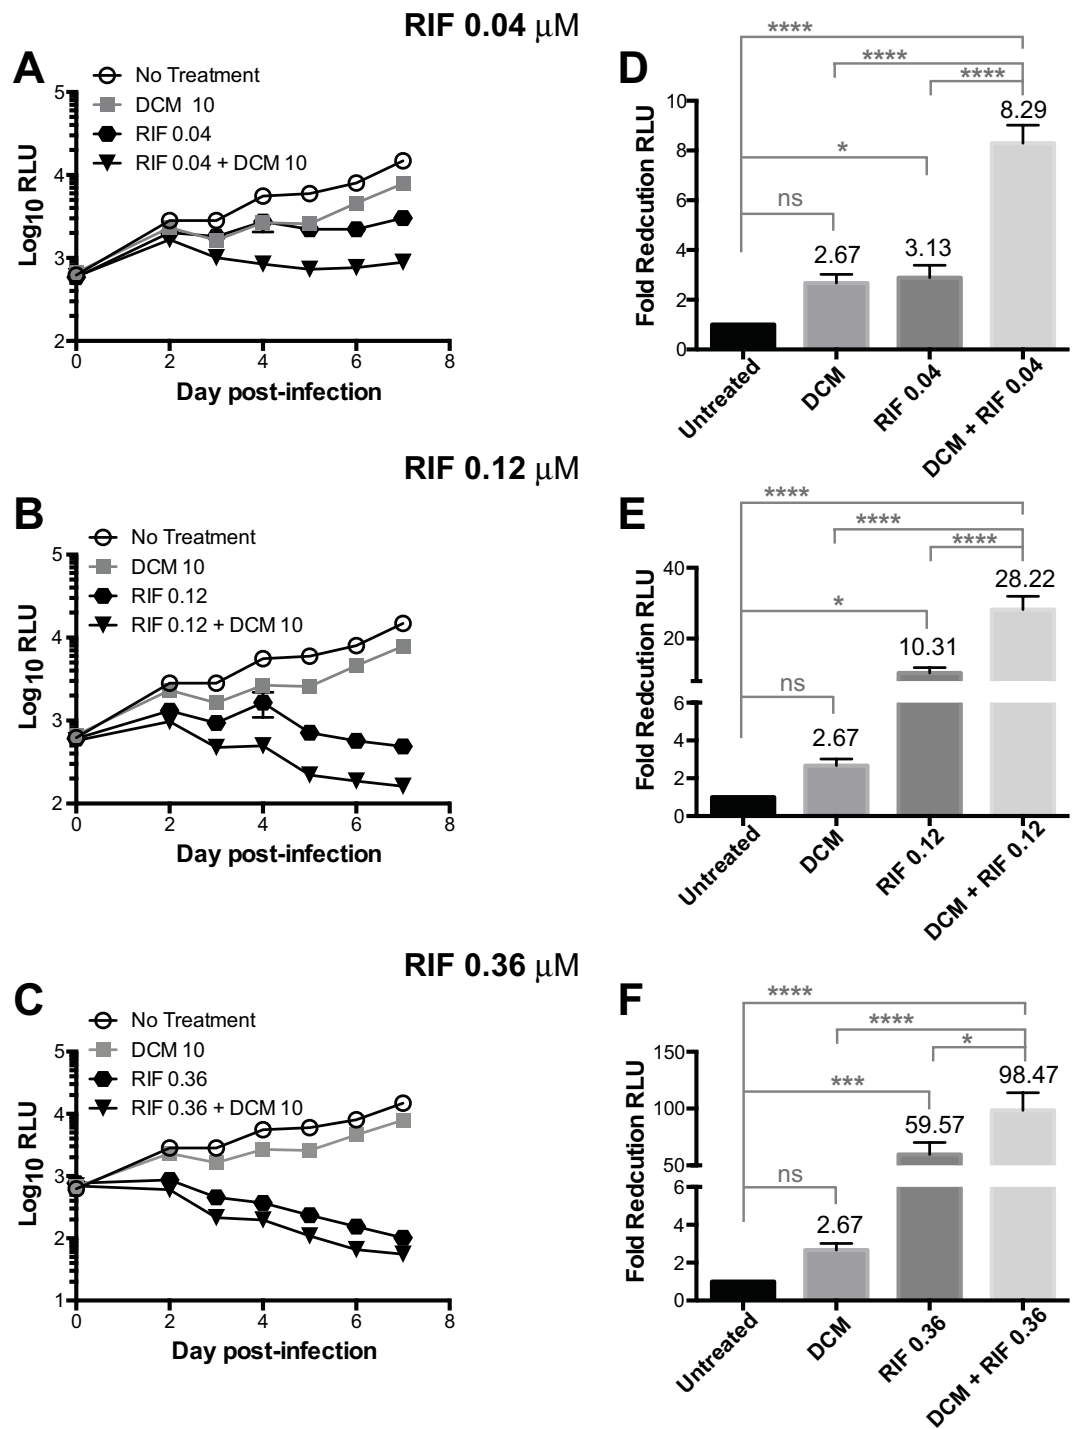 RIF 0.04 µM
A
No Treatment
DCM 10
RIF 0.04
RIF 0.04 + DCM 10
Log10 RLU
5
4
3
2
0 2 4 6 8
Day post-infection
D
****
****
****
*
ns
Fold Redcution RLU
10
8
6
4
2
0
2.67
3.13
8.29
Untreated
DCM
RIF 0.04
DCM + RIF 0.04
RIF 0.12 µM
B
No Treatment
DCM 10
RIF 0.12
RIF 0.12 + DCM 10
Log10 RLU
5
4
3
2
0 2 4 6 8
Day post-infection
E
****
****
****
*
ns
Fold Redcution RLU
40
20
6
4
2
0
2.67
10.31
28.22
Untreated
DCM
RIF 0.12
DCM + RIF 0.12
RIF 0.36 µM
C
No Treatment
DCM 10
RIF 0.36
RIF 0.36 + DCM 10
Log10 RLU
5
4
3
2
1
0 2 4 6 8
Day post-infection
F
****
****
*
***
ns
Fold Redcution RLU
150
100
50
6
4
2
0
2.67
59.57
98.47
Untreated
DCM
RIF 0.36
DCM + RIF 0.36